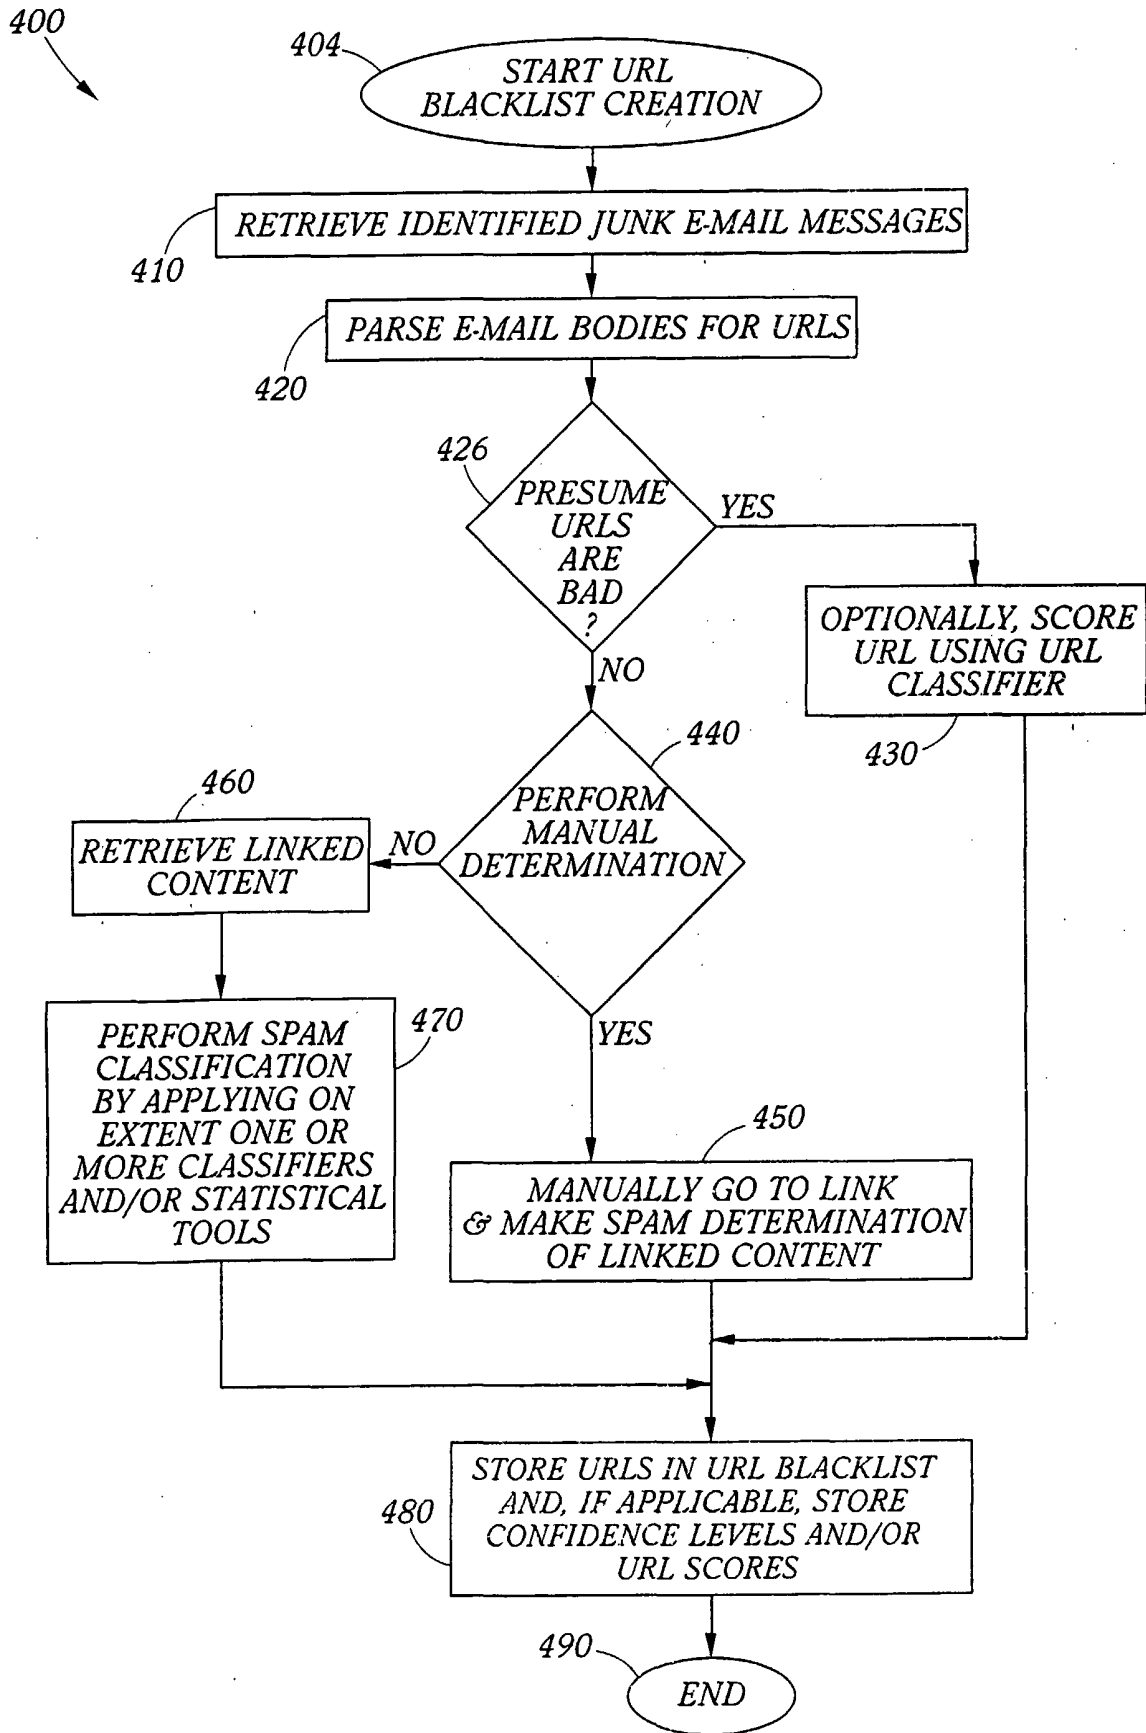 400
404
START URL
BLACKLIST CREATION
RETRIEVE IDENTIFIED JUNK E-MAIL MESSAGES
410
PARSE E-MAIL BODIES FOR URLS
420
426
PRESUME
URLS
ARE
BAD
?
YES
NO
OPTIONALLY, SCORE
URL USING URL
CLASSIFIER
430
440
PERFORM
MANUAL
DETERMINATION
NO
YES
460
RETRIEVE LINKED
CONTENT
470
PERFORM SPAM
CLASSIFICATION
BY APPLYING ON
EXTENT ONE OR
MORE CLASSIFIERS
AND/OR STATISTICAL
TOOLS
450
MANUALLY GO TO LINK
& MAKE SPAM DETERMINATION
OF LINKED CONTENT
STORE URLS IN URL BLACKLIST
AND, IF APPLICABLE, STORE
CONFIDENCE LEVELS AND/OR
URL SCORES
480
490
END